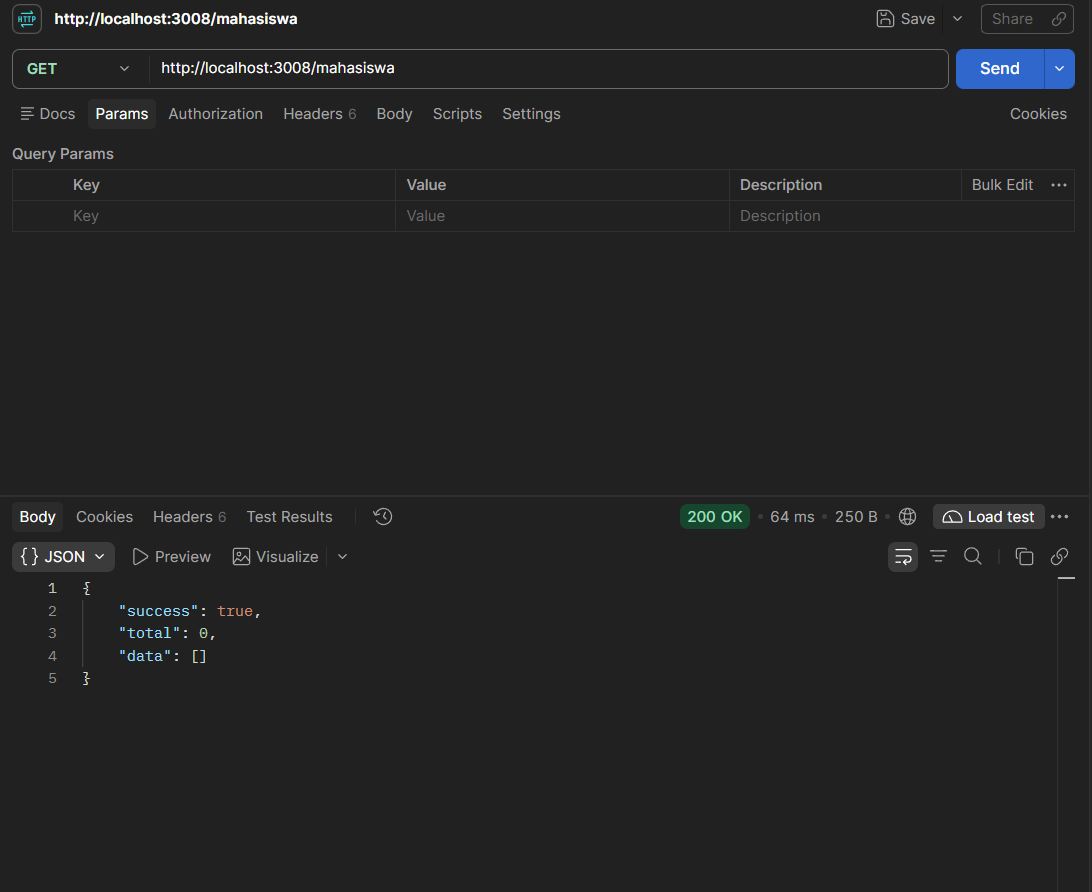 HTTP http://localhost:3008/mahasiswa Save Share
GET http://localhost:3008/mahasiswa Send
Docs Params Authorization Headers 6 Body Scripts Settings Cookies
Query Params
Key Value Description Bulk Edit
Key Value Description
Body Cookies Headers 6 Test Results 200 OK 64 ms 250 B Load test
{} JSON Preview Visualize
1 {
2 "success": true,
3 "total": 0,
4 "data": []
5 }